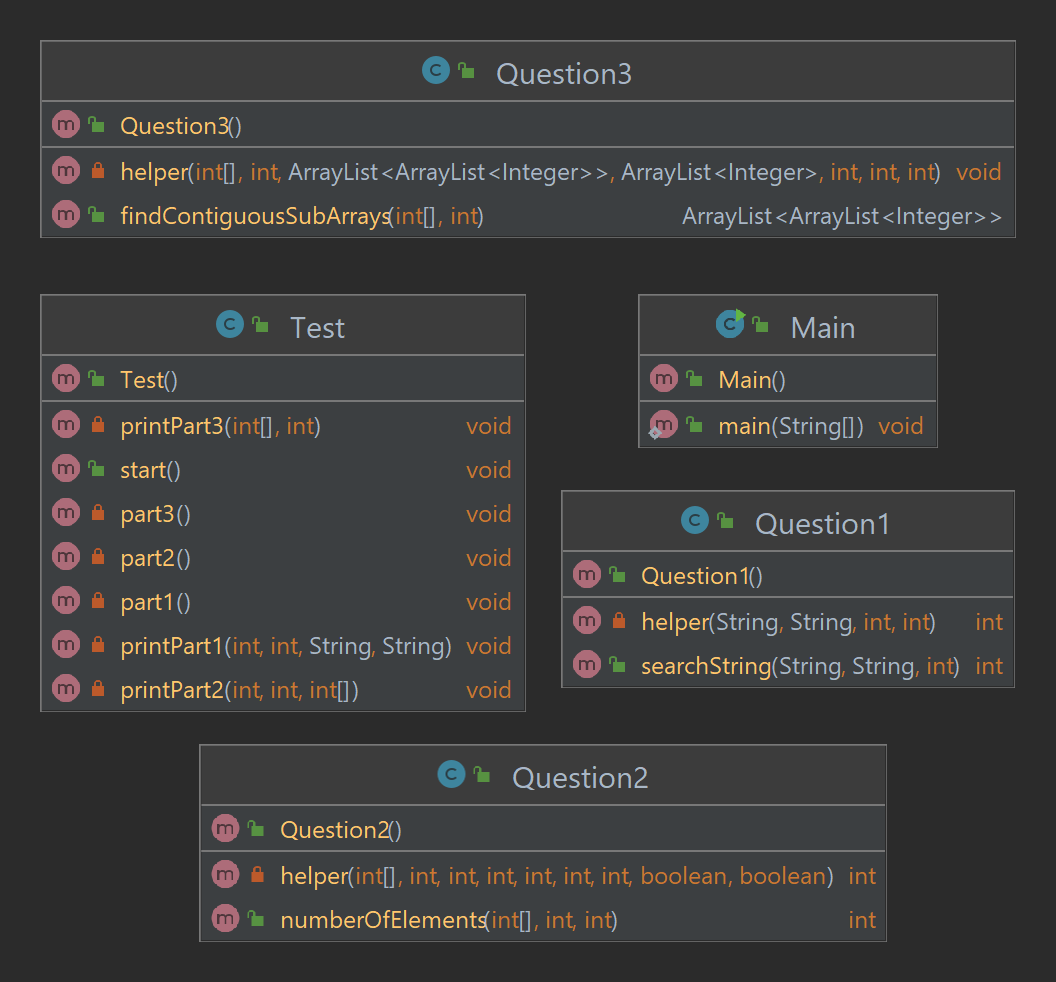 Question3
Question3()
helper(int[], int, ArrayList<ArrayList<Integer>>, ArrayList<Integer>, int, int, int) void
findContiguousSubArrays(int[], int) ArrayList<ArrayList<Integer>>
Test
Test()
printPart3(int[], int) void
start() void
part3() void
part2() void
part1() void
printPart1(int, int, String, String) void
printPart2(int, int, int[]) void
Main
Main()
main(String[]) void
Question1
Question1()
helper(String, String, int, int) int
searchString(String, String, int) int
Question2
Question2()
helper(int[], int, int, int, int, int, int, boolean, boolean) int
numberOfElements(int[], int, int) int